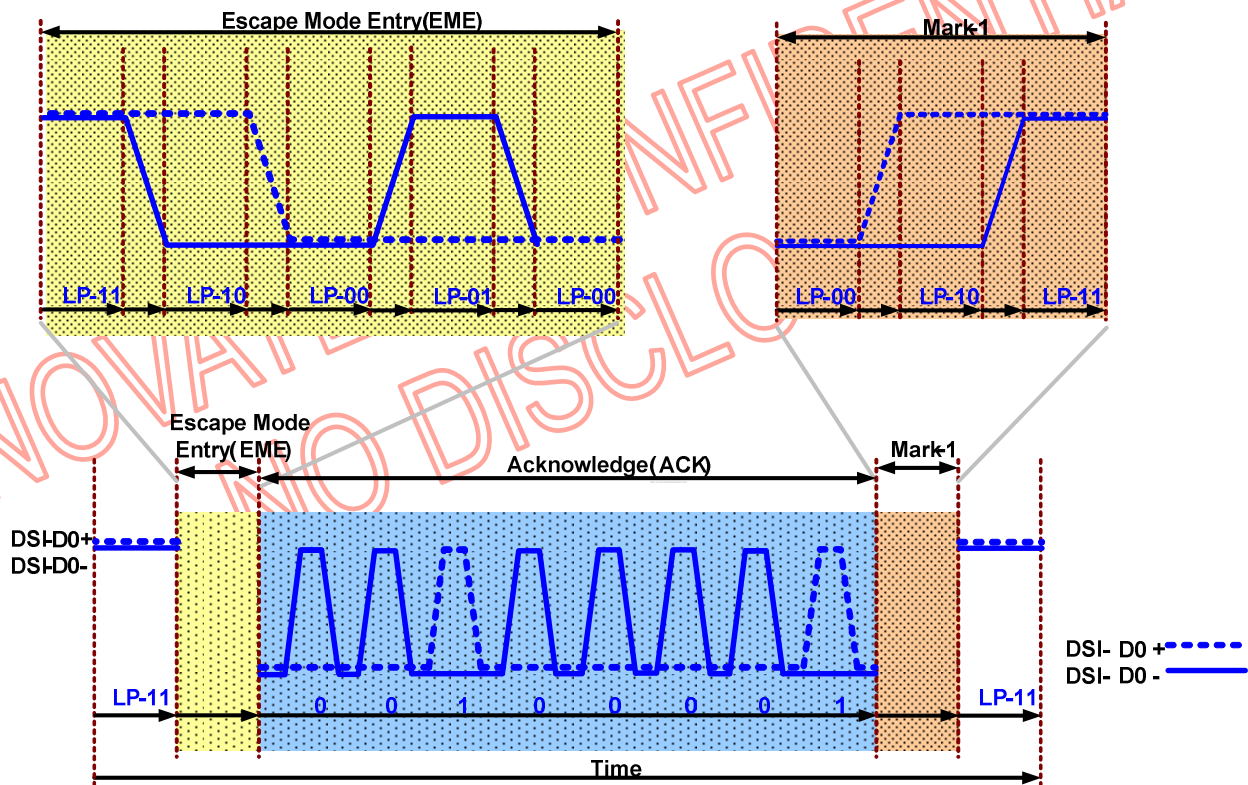 Escape Mode Entry(EME)
Mark-1
LP-11 LP-10 LP-00 LP-01 LP-00
LP-00 LP-10 LP-11
Escape Mode
Entry(EME)
Acknowledge(ACK)
Mark-1
DSI-D0+
DSI-D0-
LP-11
0 0 1 0 0 0 0 1
LP-11
DSI- D0 +
DSI- D0 -
Time
NO DISCLO